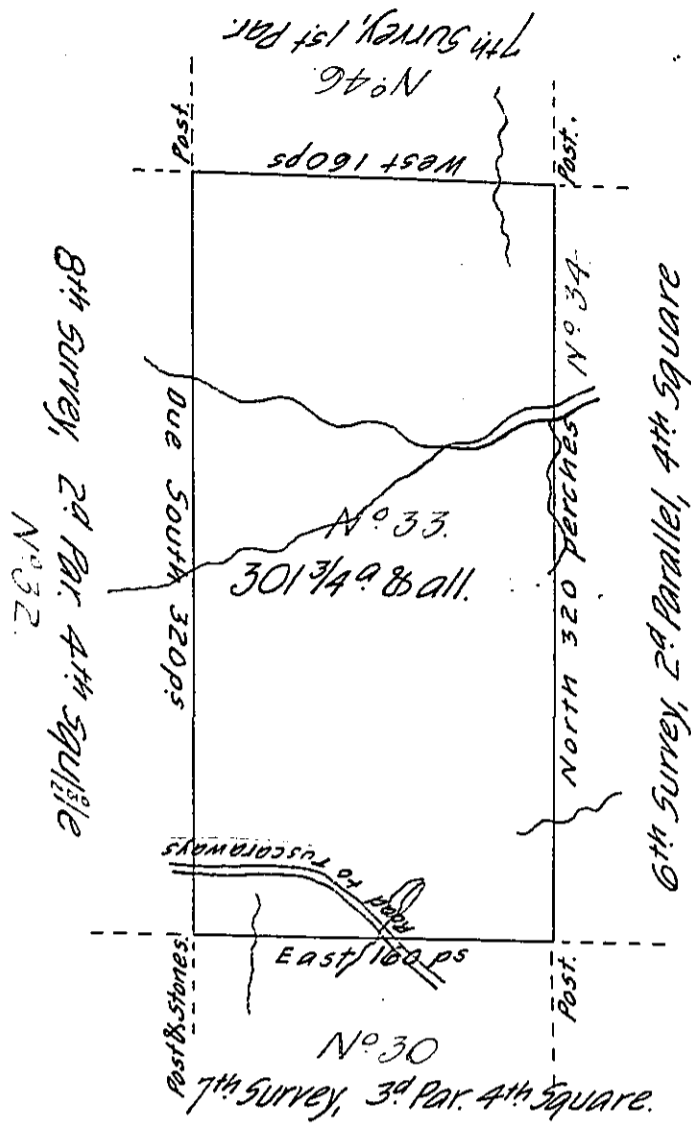 7th Survey, 1st Par.
No 46
Post.
West 160ps
Post.
No 34
North 320 perches
6th Survey, 2d Parallel, 4th Square
Due South 320ps
8th Survey, 2d Par. 4th
No 32.
No 33.
301 3/4 a & all.
Road to Tuscaraways
East 160 ps
Post & Stones.
Post.
No 30
7th Survey, 3d Par. 4th Square.